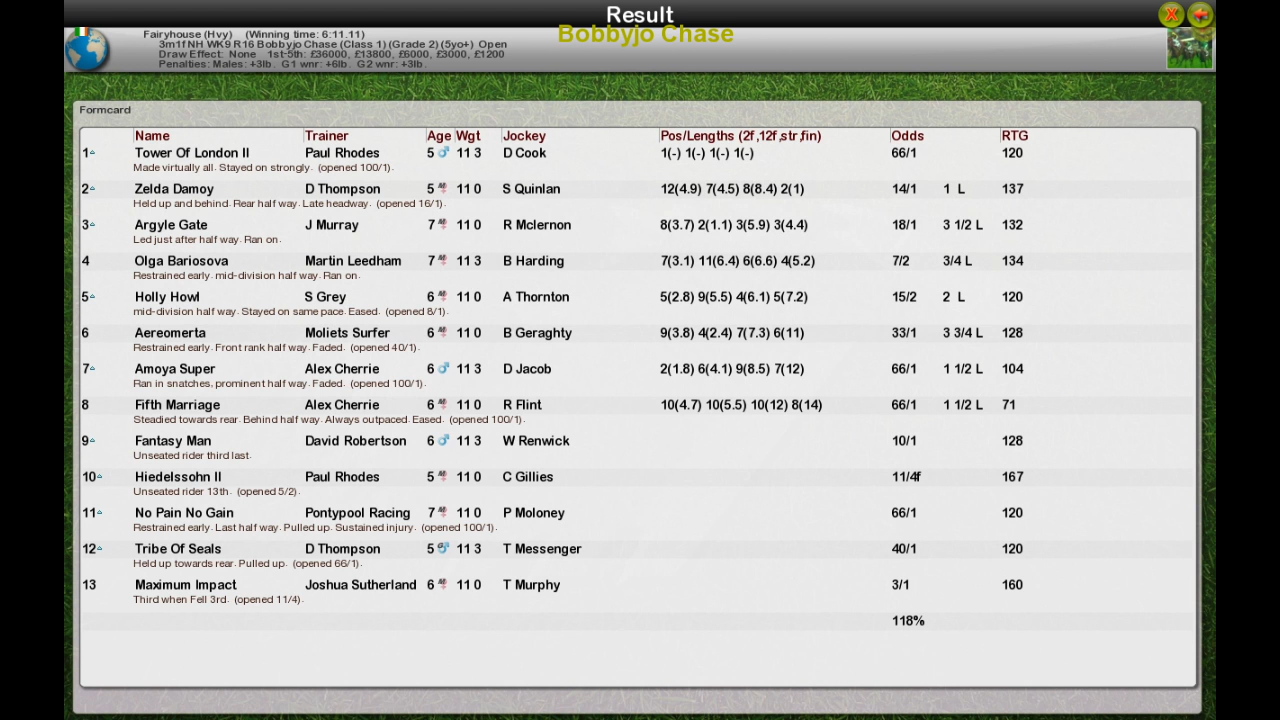 Result
Bobbyjo Chase
Fairyhouse (Hvy) (Winning time: 6:11.11)
3m1f NH WK9 R16 Bobbyjo Chase (Class 1) (Grade 2) (5yo+) Open
Draw Effect: None 1st-5th: £36000, £13800, £6000, £3000, £1200
Penalties: Males: +3lb. G1 wnr: +6lb. G2 wnr: +3lb.
Formcard
Name Trainer Age Wgt Jockey Pos/Lengths (2f,12f,str,fin) Odds RTG
1 Tower Of London II Paul Rhodes 5 11 3 D Cook 1(-) 1(-) 1(-) 1(-) 66/1 120
Made virtually all. Stayed on strongly. (opened 100/1).
2 Zelda Damoy D Thompson 5 11 0 S Quinlan 12(4.9) 7(4.5) 8(8.4) 2(1) 14/1 1 L 137
Held up and behind. Rear half way. Late headway. (opened 16/1).
3 Argyle Gate J Murray 7 11 0 R Mclernon 8(3.7) 2(1.1) 3(5.9) 3(4.4) 18/1 3 1/2 L 132
Led just after half way. Ran on.
4 Olga Bariosova Martin Leedham 7 11 3 B Harding 7(3.1) 11(6.4) 6(6.6) 4(5.2) 7/2 3/4 L 134
Restrained early. mid-division half way. Ran on.
5 Holly Howl S Grey 6 11 0 A Thornton 5(2.8) 9(5.5) 4(6.1) 5(7.2) 15/2 2 L 120
mid-division half way. Stayed on same pace. Eased. (opened 8/1).
6 Aereomerta Moliets Surfer 6 11 0 B Geraghty 9(3.8) 4(2.4) 7(7.3) 6(11) 33/1 3 3/4 L 128
Restrained early. Front rank half way. Faded. (opened 40/1).
7 Amoya Super Alex Cherrie 6 11 3 D Jacob 2(1.8) 6(4.1) 9(8.5) 7(12) 66/1 1 1/2 L 104
Ran in snatches, prominent half way. Faded. (opened 100/1).
8 Fifth Marriage Alex Cherrie 6 11 0 R Flint 10(4.7) 10(5.5) 10(12) 8(14) 66/1 1 1/2 L 71
Steadied towards rear. Behind half way. Always outpaced. Eased. (opened 100/1).
9 Fantasy Man David Robertson 6 11 3 W Renwick 10/1 128
Unseated rider third last.
10 Hiedelssohn II Paul Rhodes 5 11 0 C Gillies 11/4f 167
Unseated rider 13th. (opened 5/2).
11 No Pain No Gain Pontypool Racing 7 11 0 P Moloney 66/1 120
Restrained early. Last half way. Pulled up. Sustained injury. (opened 100/1).
12 Tribe Of Seals D Thompson 5 11 3 T Messenger 40/1 120
Held up towards rear. Pulled up. (opened 66/1).
13 Maximum Impact Joshua Sutherland 6 11 0 T Murphy 3/1 160
Third when Fell 3rd. (opened 11/4).
118%